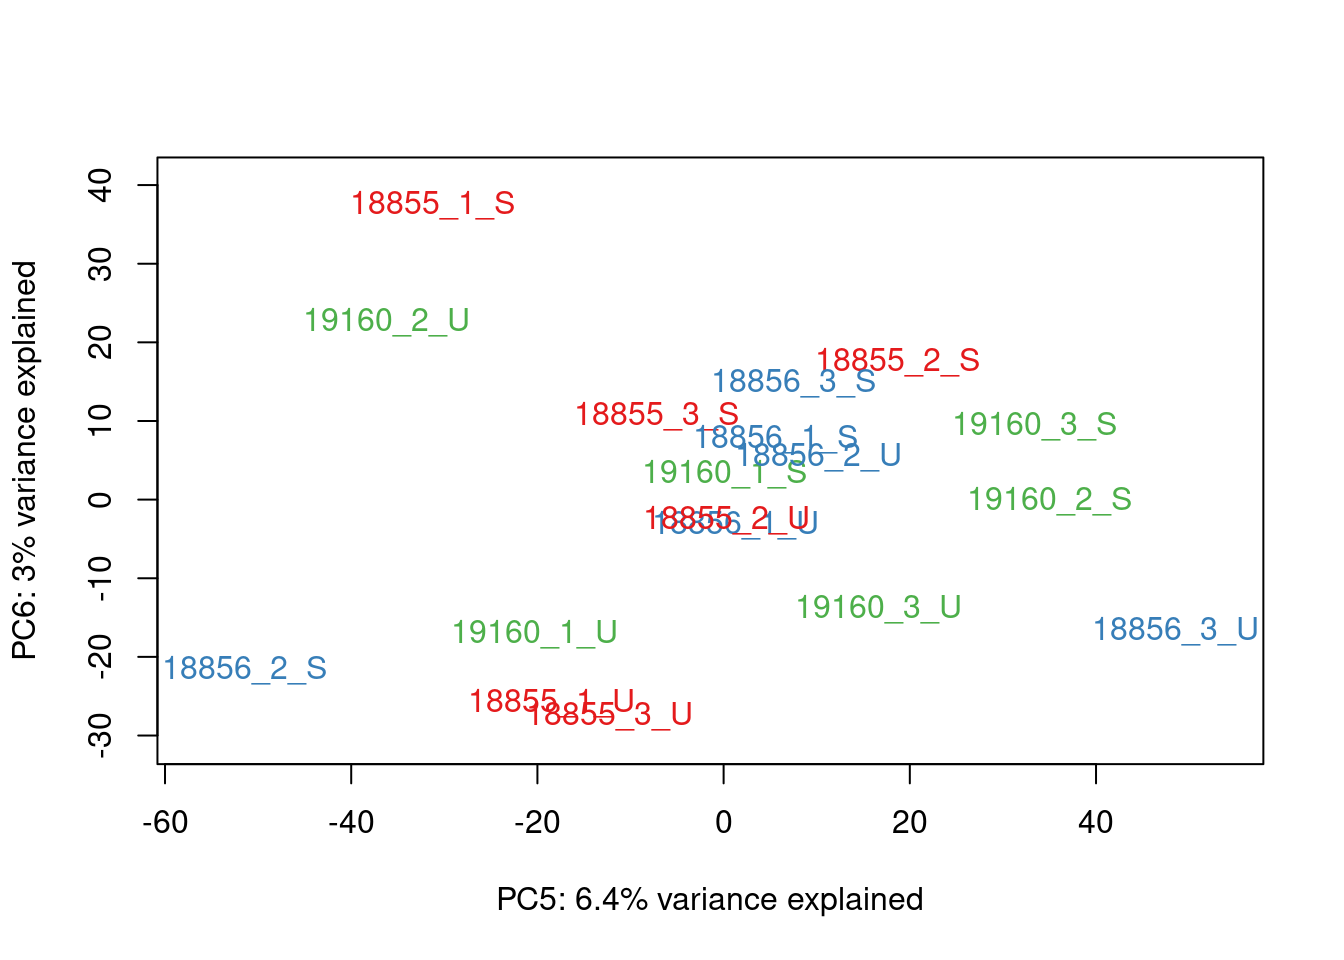 40
30
20
10
0
-10
-20
-30
PC6: 3% variance explained
18855_1_S
19160_2_U
18855_2_S
18856_3_S
18855_3_S
19160_3_S
18856_1_S
18856_2_U
19160_1_S
19160_2_S
18855_2_U
18856_1_U
19160_3_U
19160_1_U
18856_3_U
18856_2_S
18855_1_U
18855_3_U
-60 -40 -20 0 20 40
PC5: 6.4% variance explained